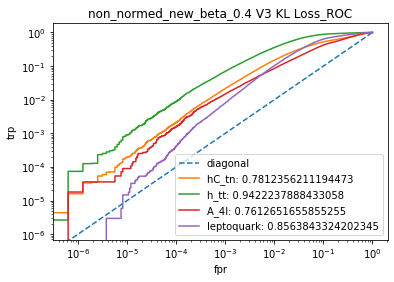 non_normed_new_beta_0.4 V3 KL Loss_ROC
10⁰
10⁻¹
10⁻²
10⁻³
10⁻⁴
10⁻⁵
10⁻⁶
trp
diagonal
hC_tn: 0.7812356211194473
h_tt: 0.9422237888433058
A_4l: 0.7612651655855255
leptoquark: 0.8563843324202345
10⁻⁶ 10⁻⁵ 10⁻⁴ 10⁻³ 10⁻² 10⁻¹ 10⁰
fpr